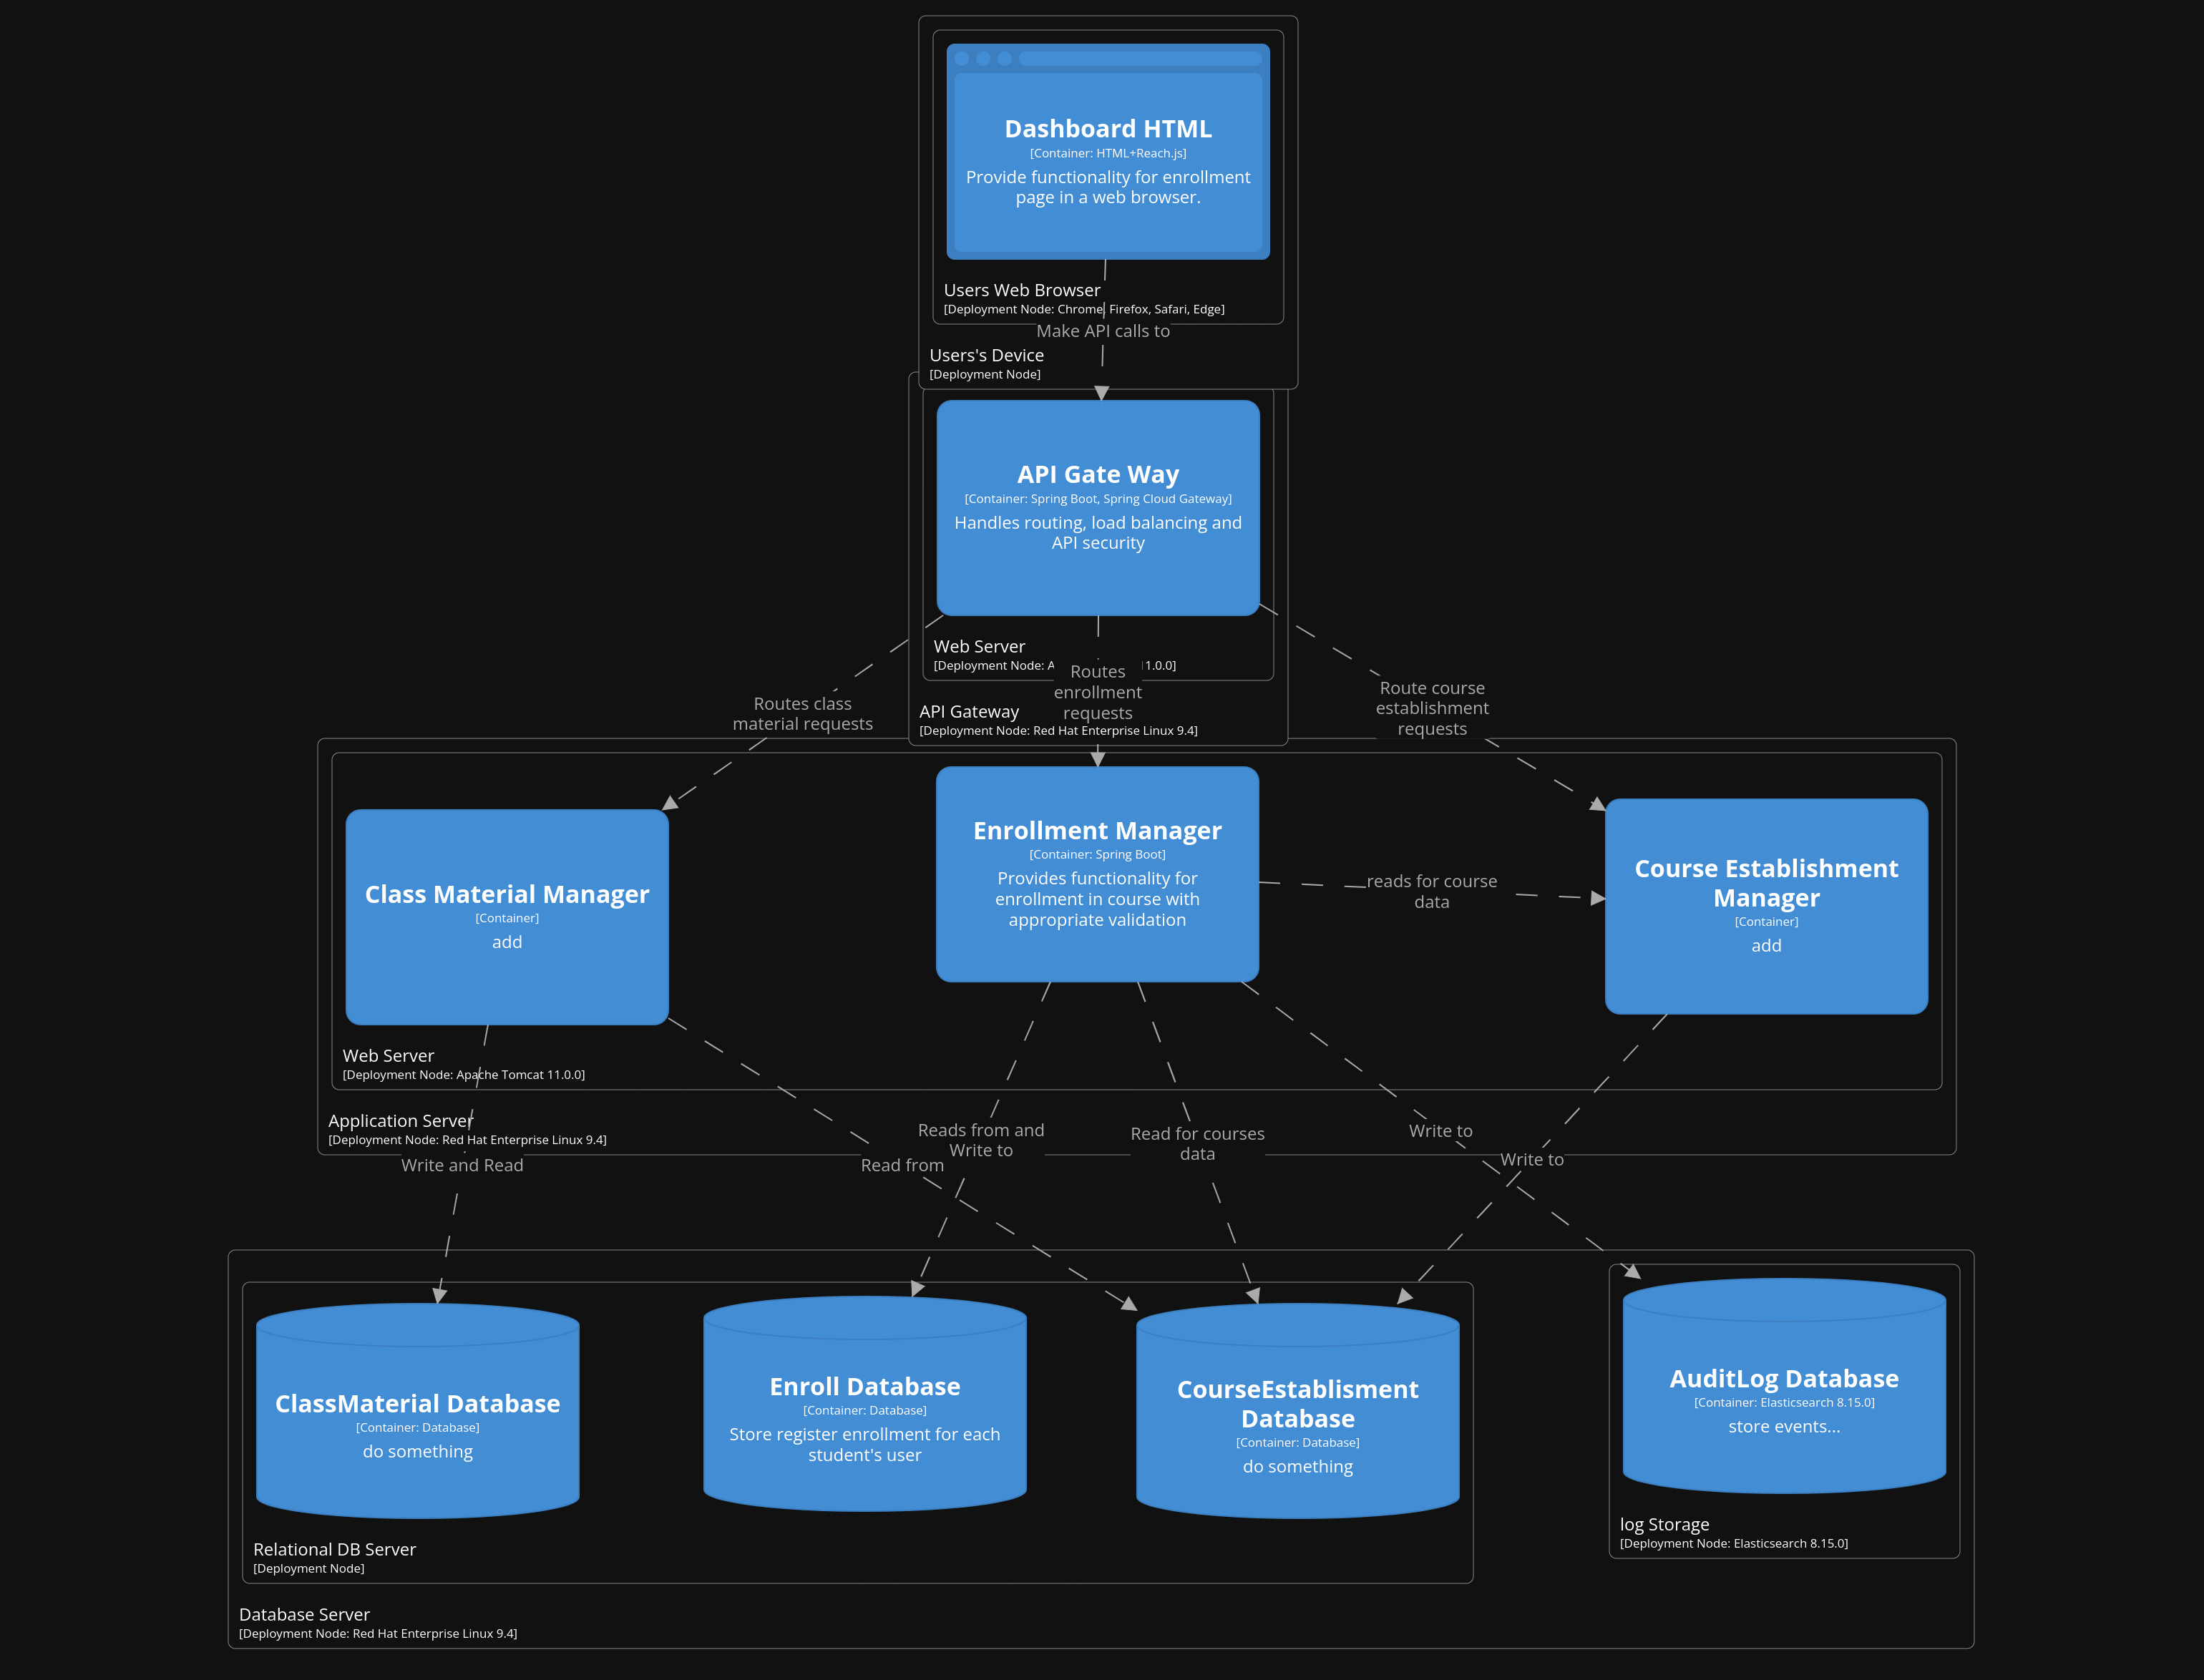 Dashboard HTML
[Container: HTML+Reach.js]
Provide functionality for enrollment
page in a web browser.
Users Web Browser
[Deployment Node: Chrome, Firefox, Safari, Edge]
Make API calls to
Users's Device
[Deployment Node]
API Gate Way
[Container: Spring Boot, Spring Cloud Gateway]
Handles routing, load balancing and
API security
Web Server
[Deployment Node: 1.0.0]
API Gateway
[Deployment Node: Red Hat Enterprise Linux 9.4]
Routes class
material requests
Routes
enrollment
requests
Route course
establishment
requests
Class Material Manager
[Container]
add
Enrollment Manager
[Container: Spring Boot]
Provides functionality for
enrollment in course with
appropriate validation
reads for course
data
Course Establishment
Manager
[Container]
add
Web Server
[Deployment Node: Apache Tomcat 11.0.0]
Application Server
[Deployment Node: Red Hat Enterprise Linux 9.4]
Write and Read
Read from
Reads from and
Write to
Read for courses
data
Write to
Write to
ClassMaterial Database
[Container: Database]
do something
Enroll Database
[Container: Database]
Store register enrollment for each
student's user
CourseEstablisment
Database
[Container: Database]
do something
AuditLog Database
[Container: Elasticsearch 8.15.0]
store events...
log Storage
[Deployment Node: Elasticsearch 8.15.0]
Relational DB Server
[Deployment Node]
Database Server
[Deployment Node: Red Hat Enterprise Linux 9.4]